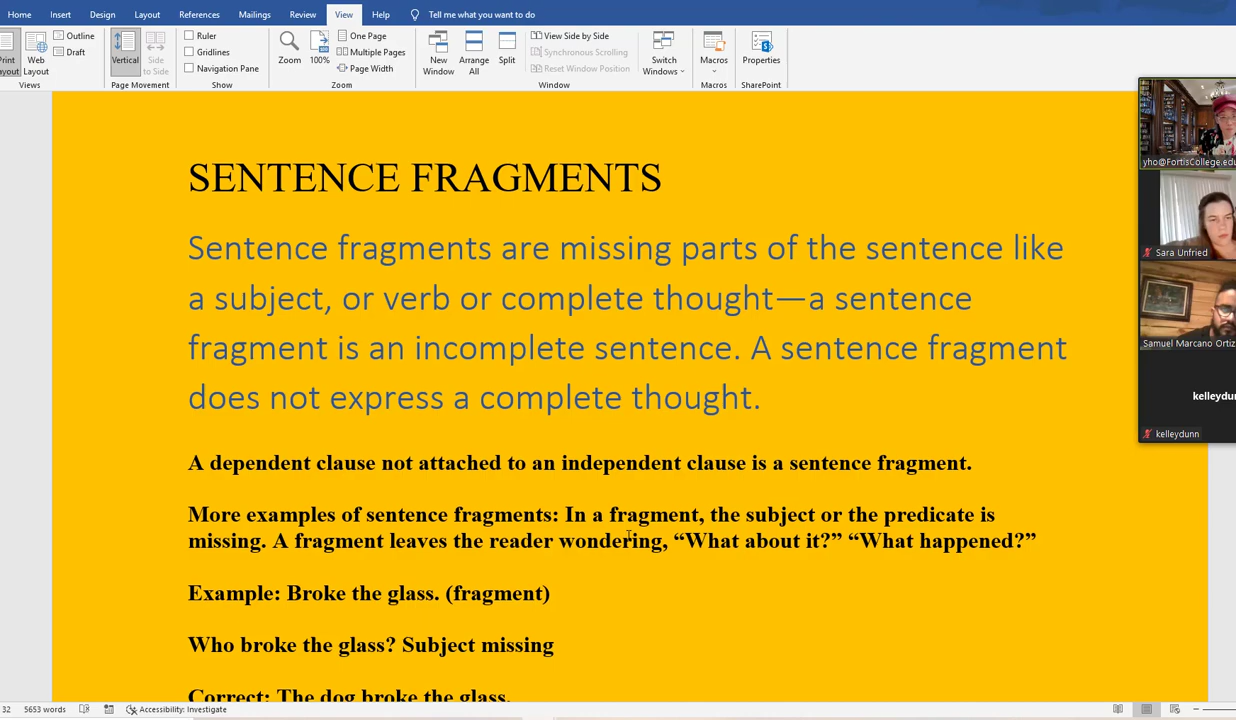 Home Insert Design Layout References Mailings Review View Help Tell me what you want to do
Outline
Draft
Web Layout
Views
Vertical
Side to Side
Page Movement
Ruler
Gridlines
Navigation Pane
Show
Zoom
100%
One Page
Multiple Pages
Page Width
Zoom
New Window
Arrange All
Split
View Side by Side
Synchronous Scrolling
Reset Window Position
Switch Windows
Window
Macros
Macros
Properties
SharePoint
SENTENCE FRAGMENTS
Sentence fragments are missing parts of the sentence like
a subject, or verb or complete thought—a sentence
fragment is an incomplete sentence. A sentence fragment
does not express a complete thought.
A dependent clause not attached to an independent clause is a sentence fragment.
More examples of sentence fragments: In a fragment, the subject or the predicate is
missing. A fragment leaves the reader wondering, “What about it?” “What happened?”
Example: Broke the glass. (fragment)
Who broke the glass? Subject missing
Correct: The dog broke the glass.
yho@FortisCollege.edu
Sara Unfried
Samuel Marcano Ortiz
kelleydun
kelleydunn
32 5653 words Accessibility: Investigate